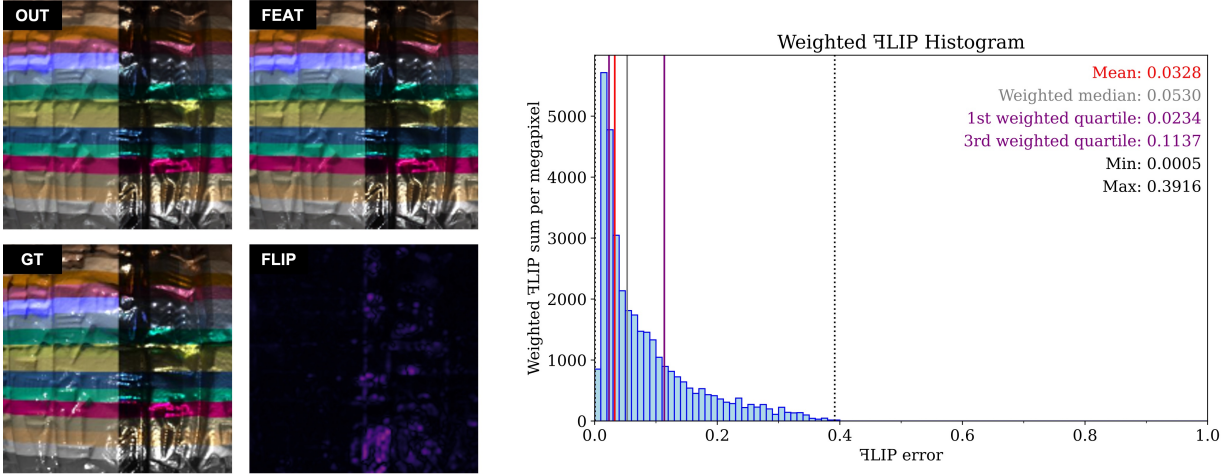 OUT
FEAT
GT
FLIP
Weighted ꟻLIP Histogram
Mean: 0.0328
Weighted median: 0.0530
1st weighted quartile: 0.0234
3rd weighted quartile: 0.1137
Min: 0.0005
Max: 0.3916
Weighted ꟻLIP sum per megapixel
5000
4000
3000
2000
1000
0
0.0 0.2 0.4 0.6 0.8 1.0
ꟻLIP error